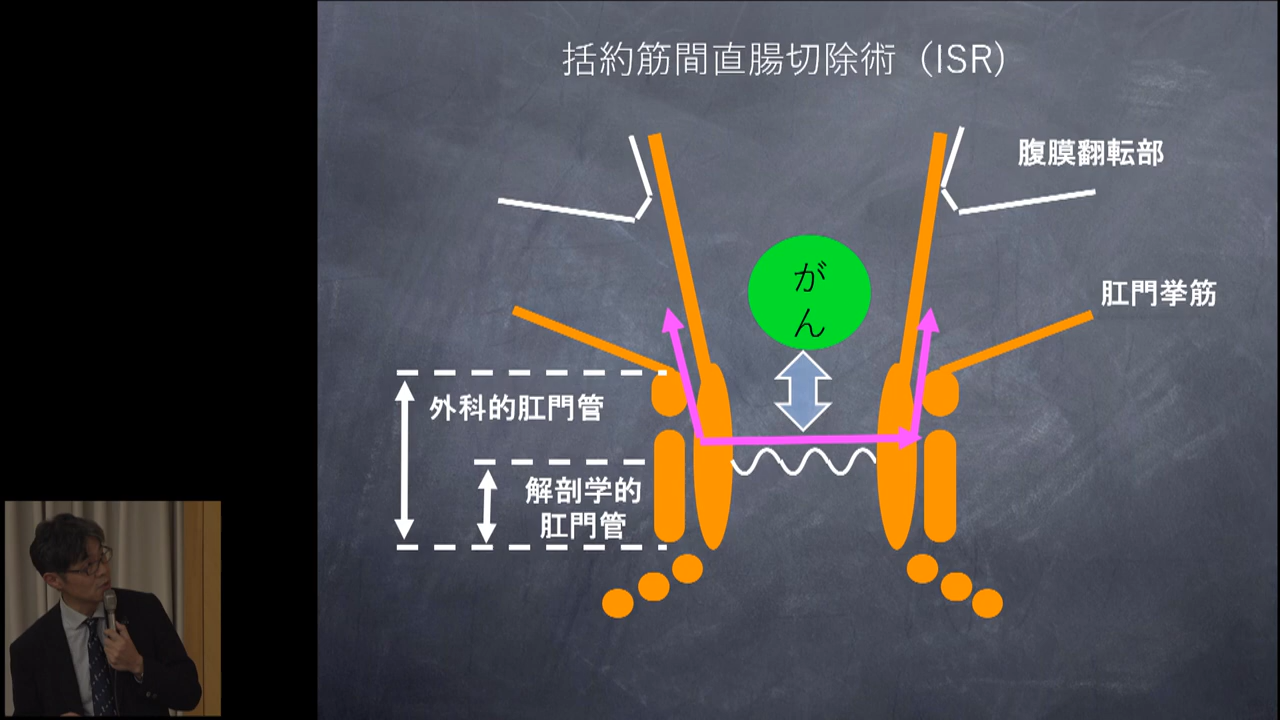 括約筋間直腸切除術（ISR）
腹膜翻転部
がん
肛門挙筋
外科的肛門管
解剖学的
肛門管